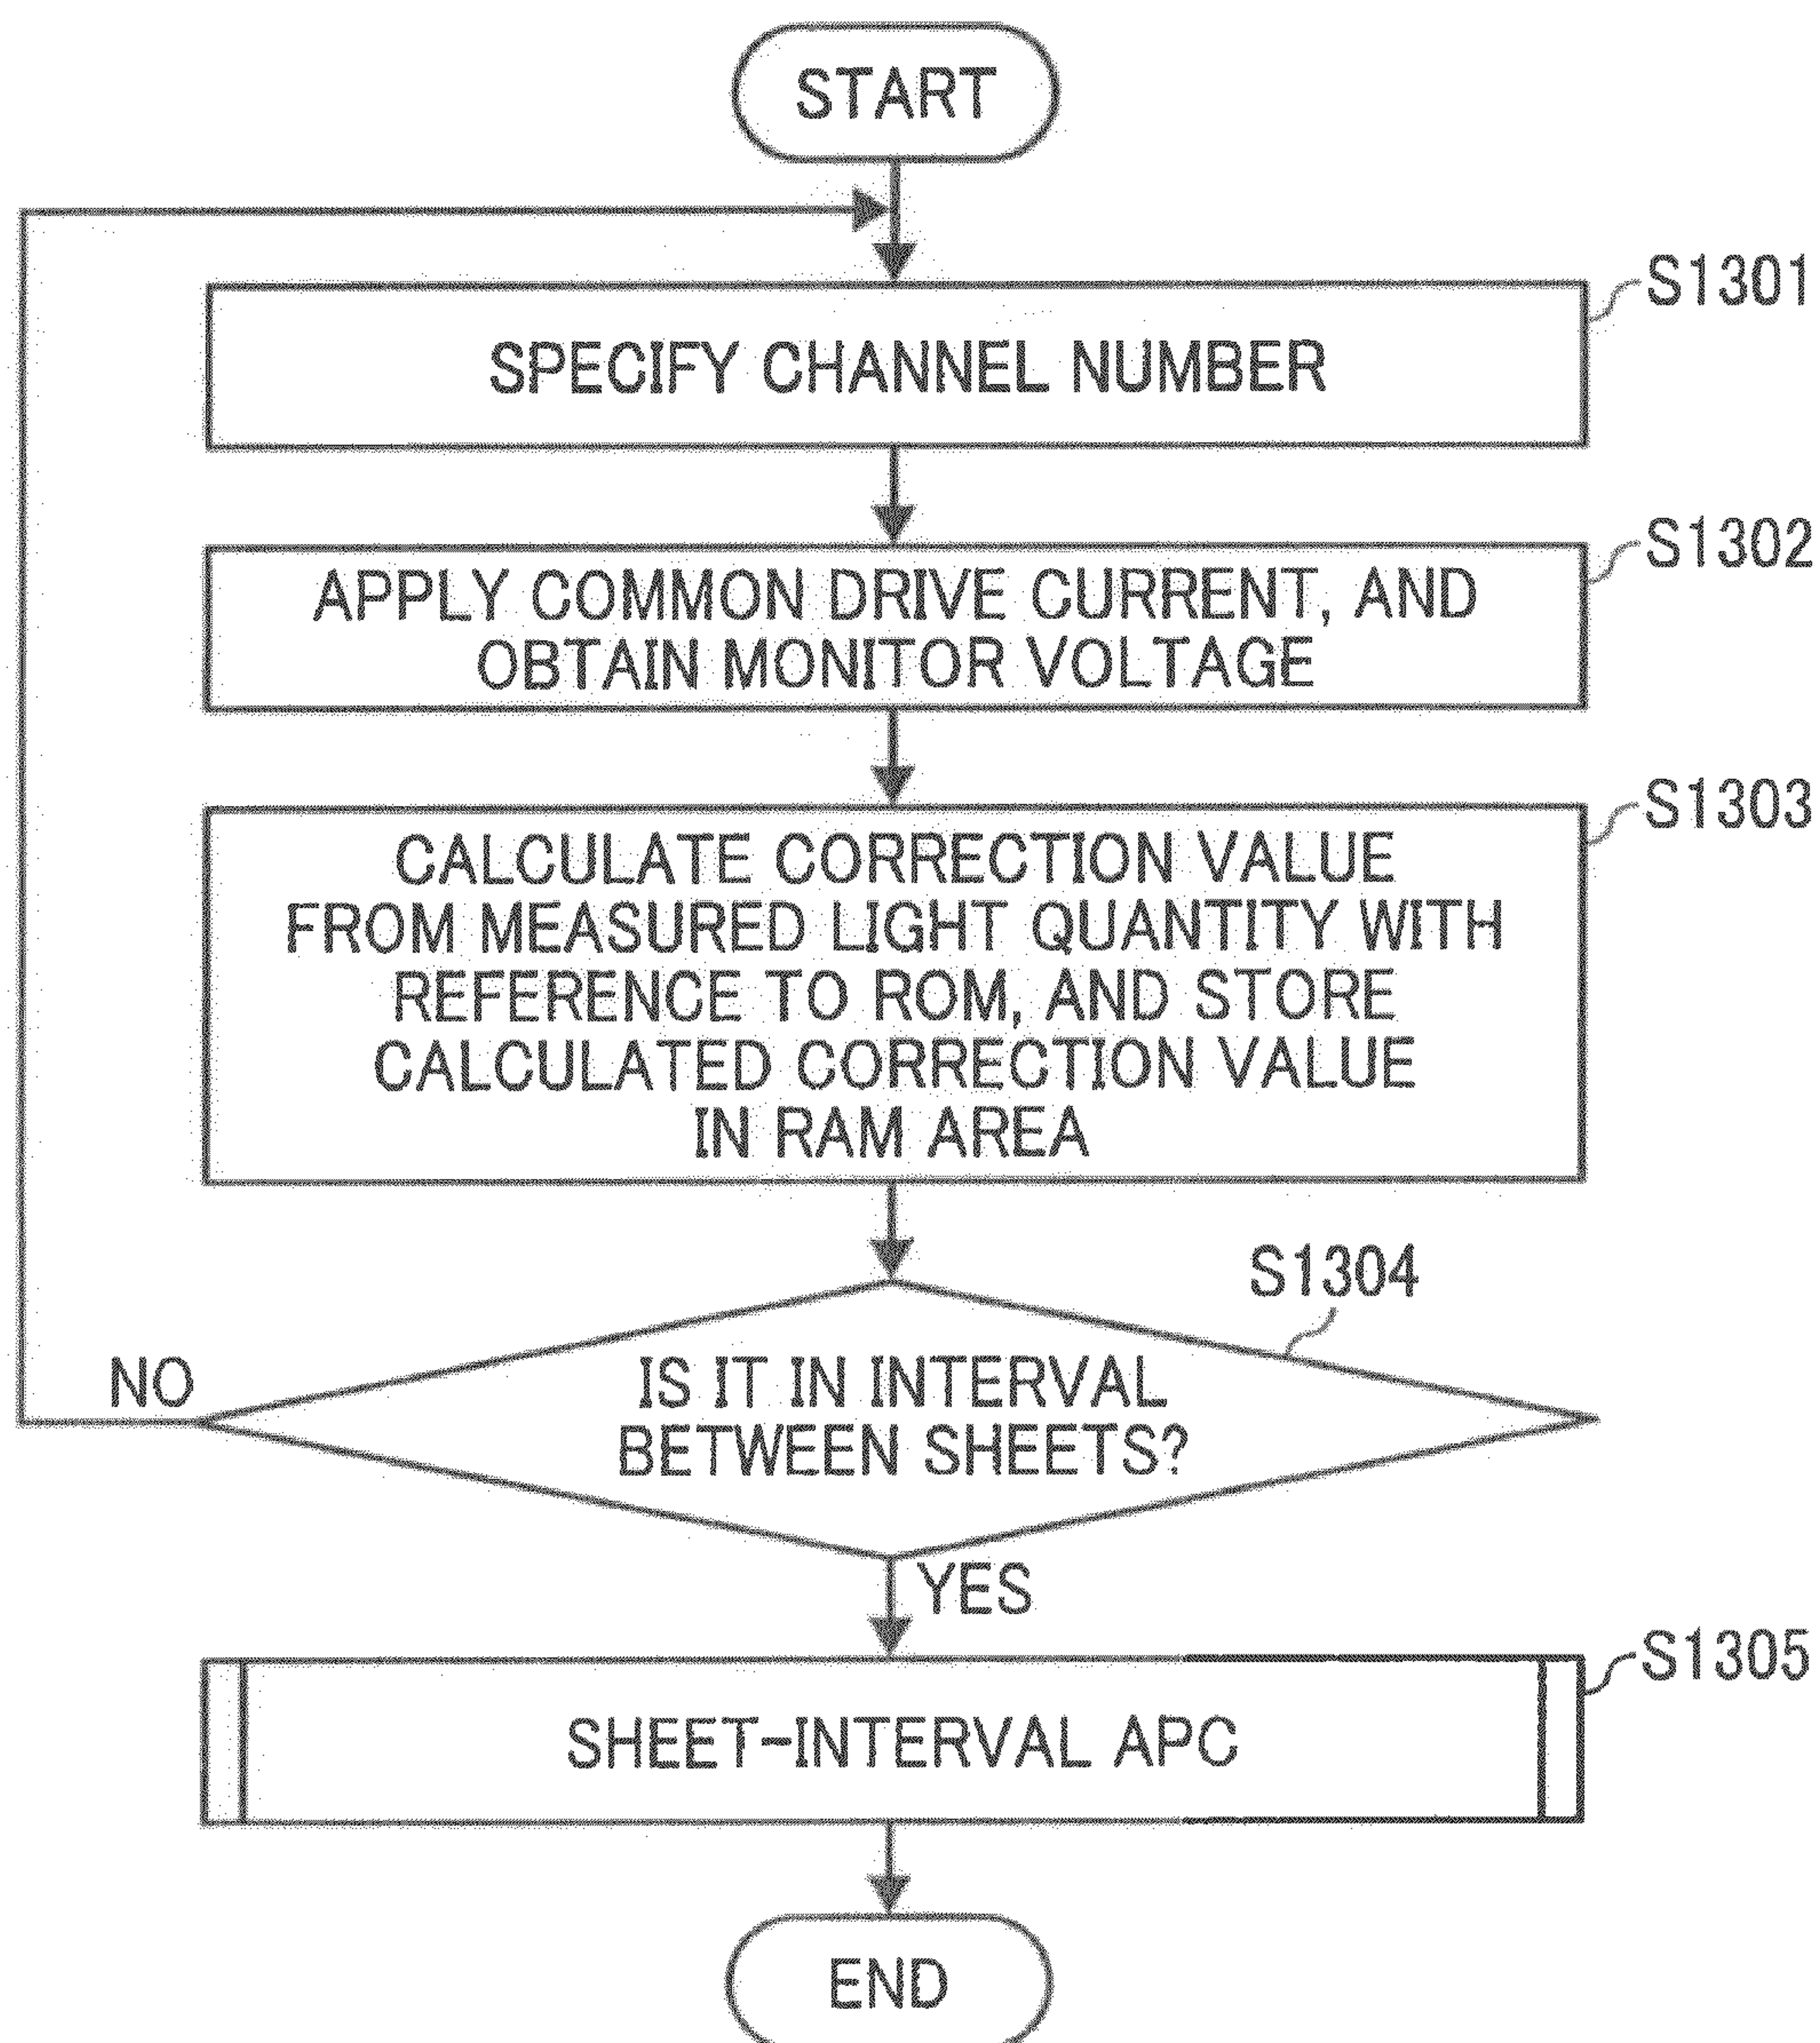 START
S1301
SPECIFY CHANNEL NUMBER
S1302
APPLY COMMON DRIVE CURRENT, AND
OBTAIN MONITOR VOLTAGE
S1303
CALCULATE CORRECTION VALUE
FROM MEASURED LIGHT QUANTITY WITH
REFERENCE TO ROM, AND STORE
CALCULATED CORRECTION VALUE
IN RAM AREA
S1304
NO
IS IT IN INTERVAL
BETWEEN SHEETS?
YES
S1305
SHEET-INTERVAL APC
END